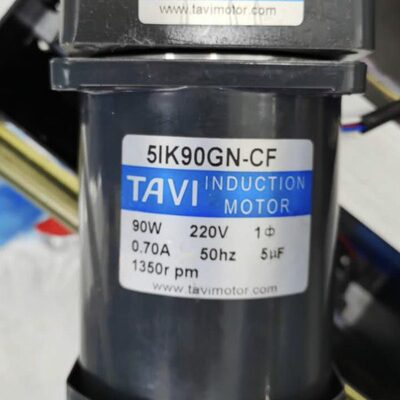 www.tavimotor.com
5IK90GN-CF
TAVI INDUCTION MOTOR
90W 220V 1Φ
0.70A 50hz 5µF
1350r pm
www.tavimotor.com